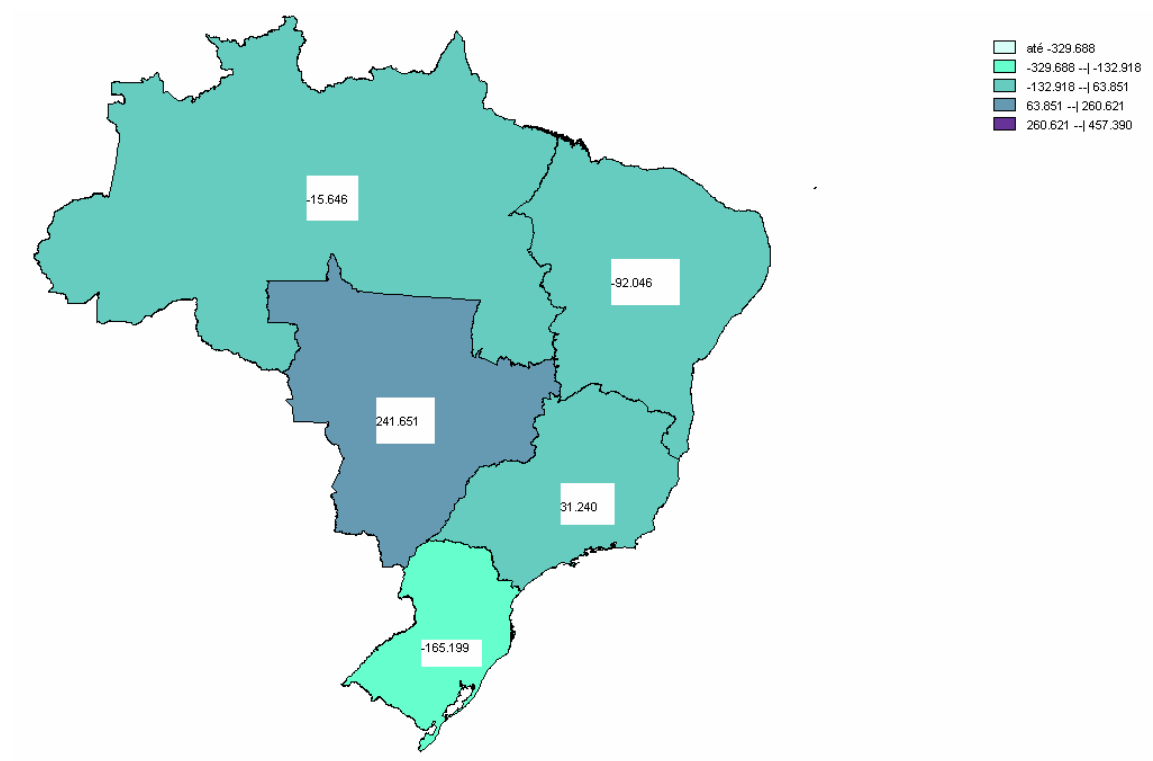 até -329.688
-329.688 --| -132.918
-132.918 --| 63.851
63.851 --| 260.621
260.621 --| 457.390
-15.646
-92.046
241.651
31.240
-165.199